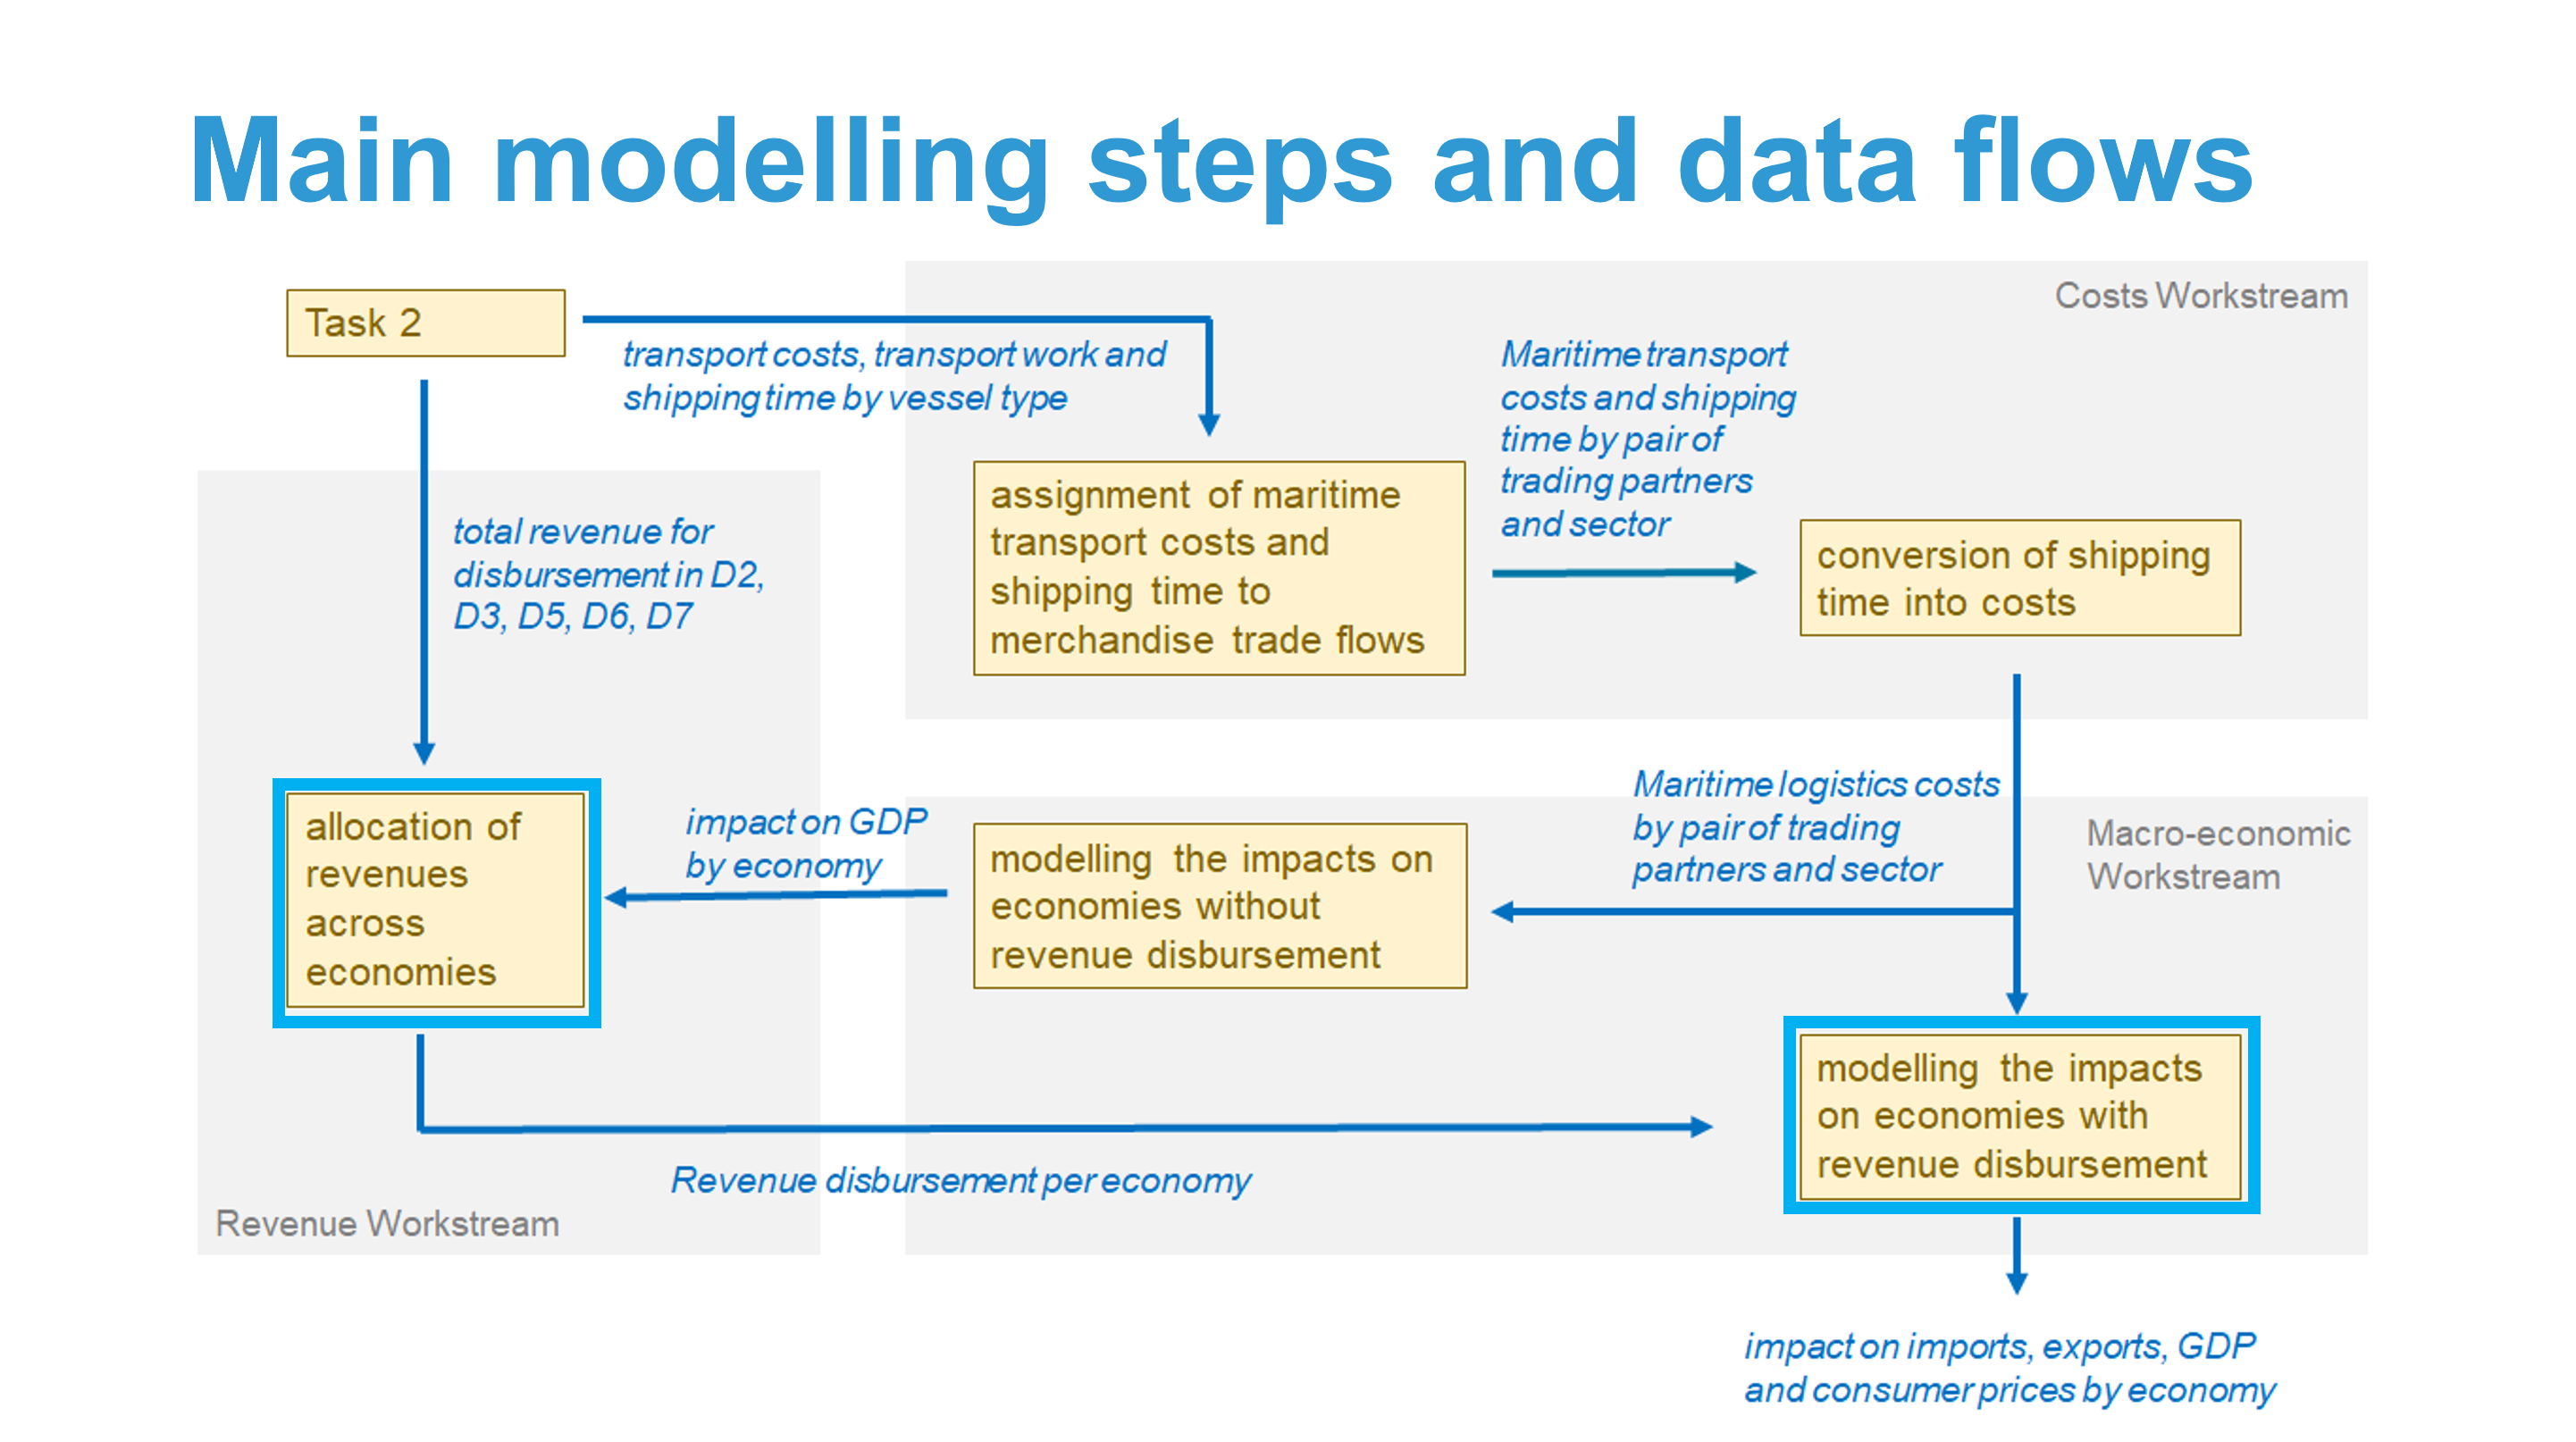 Main modelling steps and data flows
Costs Workstream
Task 2
transport costs, transport work and
shipping time by vessel type
Maritime transport
costs and shipping
time by pair of
trading partners
and sector
assignment of maritime
transport costs and
shipping time to
merchandise trade flows
conversion of shipping
time into costs
total revenue for
disbursement in D2,
D3, D5, D6, D7
Maritime logistics costs
by pair of trading
partners and sector
Macro-economic
Workstream
allocation of
revenues
across
economies
impact on GDP
by economy
modelling the impacts on
economies without
revenue disbursement
modelling the impacts
on economies with
revenue disbursement
Revenue disbursement per economy
Revenue Workstream
impact on imports, exports, GDP
and consumer prices by economy